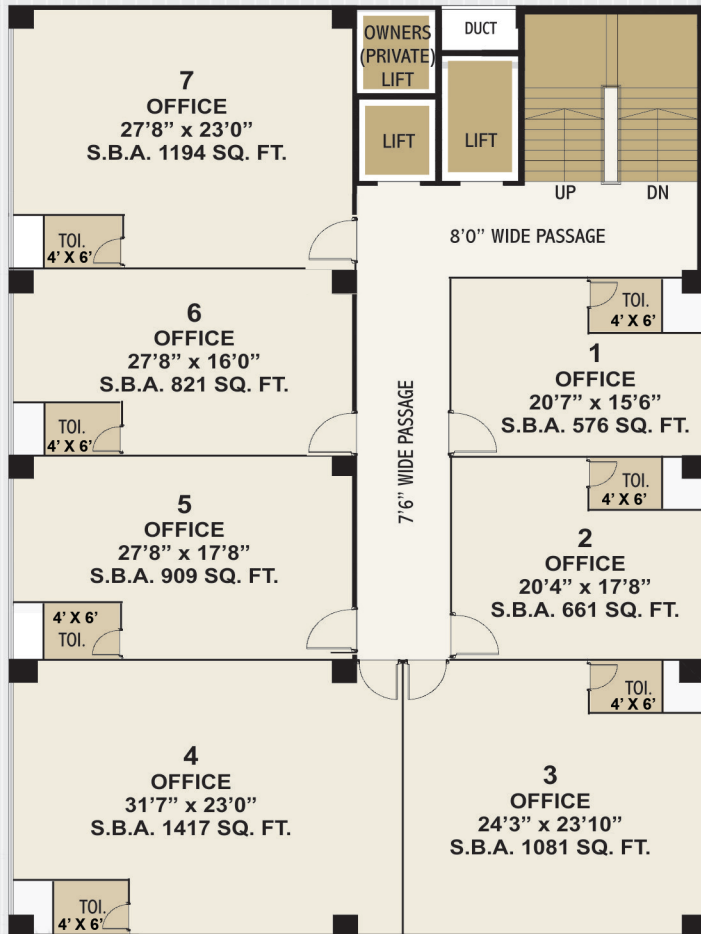 OWNERS
(PRIVATE)
LIFT
DUCT
LIFT
LIFT
UP
DN
8’0” WIDE PASSAGE
7’6” WIDE PASSAGE
7
OFFICE
27’8” x 23’0”
S.B.A. 1194 SQ. FT.
TOI.
4' X 6'
6
OFFICE
27’8” x 16’0”
S.B.A. 821 SQ. FT.
TOI.
4' X 6'
TOI.
4' X 6'
1
OFFICE
20’7” x 15’6”
S.B.A. 576 SQ. FT.
5
OFFICE
27’8” x 17’8”
S.B.A. 909 SQ. FT.
4' X 6'
TOI.
TOI.
4' X 6'
2
OFFICE
20’4” x 17’8”
S.B.A. 661 SQ. FT.
4
OFFICE
31’7” x 23’0”
S.B.A. 1417 SQ. FT.
TOI.
4' X 6'
TOI.
4' X 6'
3
OFFICE
24’3” x 23’10”
S.B.A. 1081 SQ. FT.